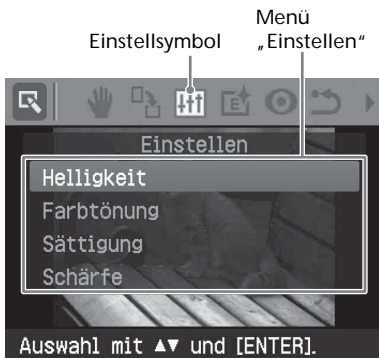 Menü
„Einstellen“
Einstellsymbol
Einstellen
Helligkeit
Farbtönung
Sättigung
Schärfe
Auswahl mit ▲▼ und [ENTER].